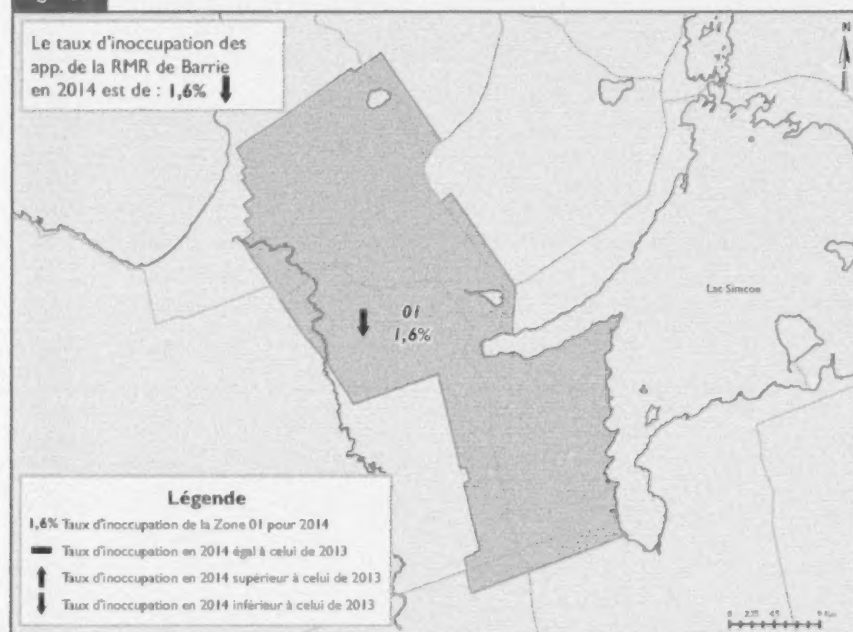 Le taux d'inoccupation des
app. de la RMR de Barrie
en 2014 est de : 1,6%
N
Lac Simcoe
01
1,6%
Légende
1,6% Taux d'inoccupation de la Zone 01 pour 2014
Taux d'inoccupation en 2014 égal à celui de 2013
Taux d'inoccupation en 2014 supérieur à celui de 2013
Taux d'inoccupation en 2014 inférieur à celui de 2013